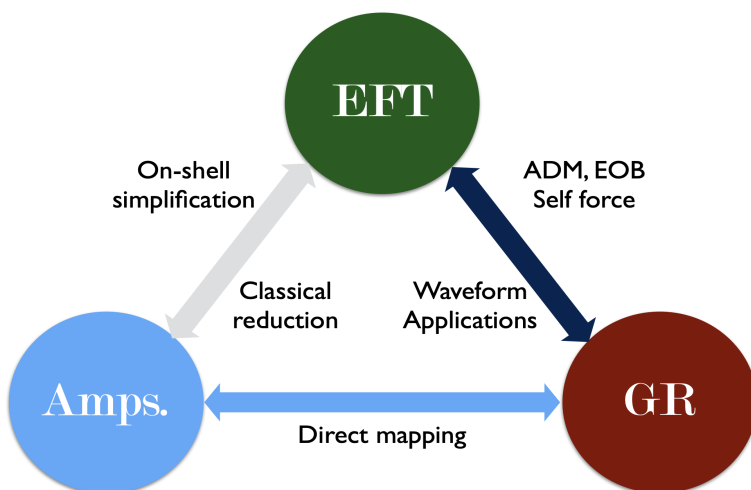 EFT
On-shell
simplification
ADM, EOB
Self force
Classical
reduction
Waveform
Applications
Amps.
GR
Direct mapping